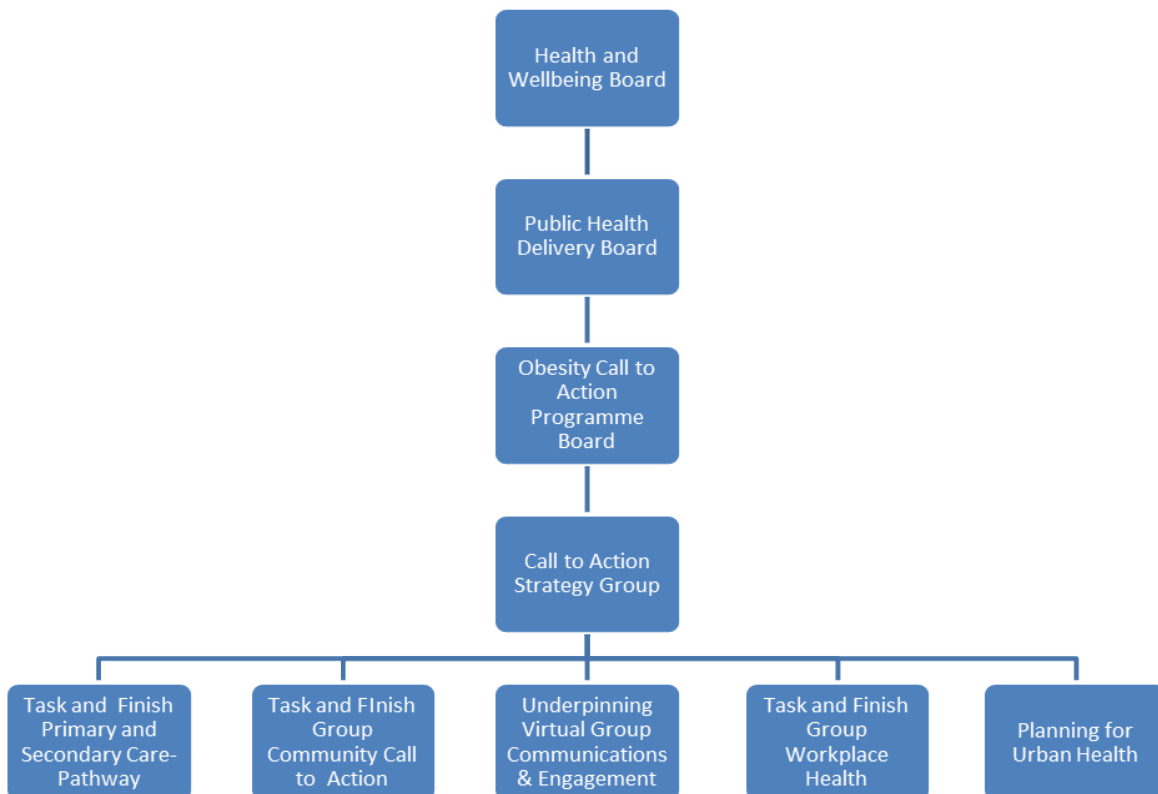 Health and
Wellbeing Board
Public Health
Delivery Board
Obesity Call to
Action
Programme
Board
Call to Action
Strategy Group
Task and Finish
Primary and
Secondary Care-
Pathway
Task and FInish
Group
Community Call
to Action
Underpinning
Virtual Group
Communications
& Engagement
Task and Finish
Group
Workplace
Health
Planning for
Urban Health